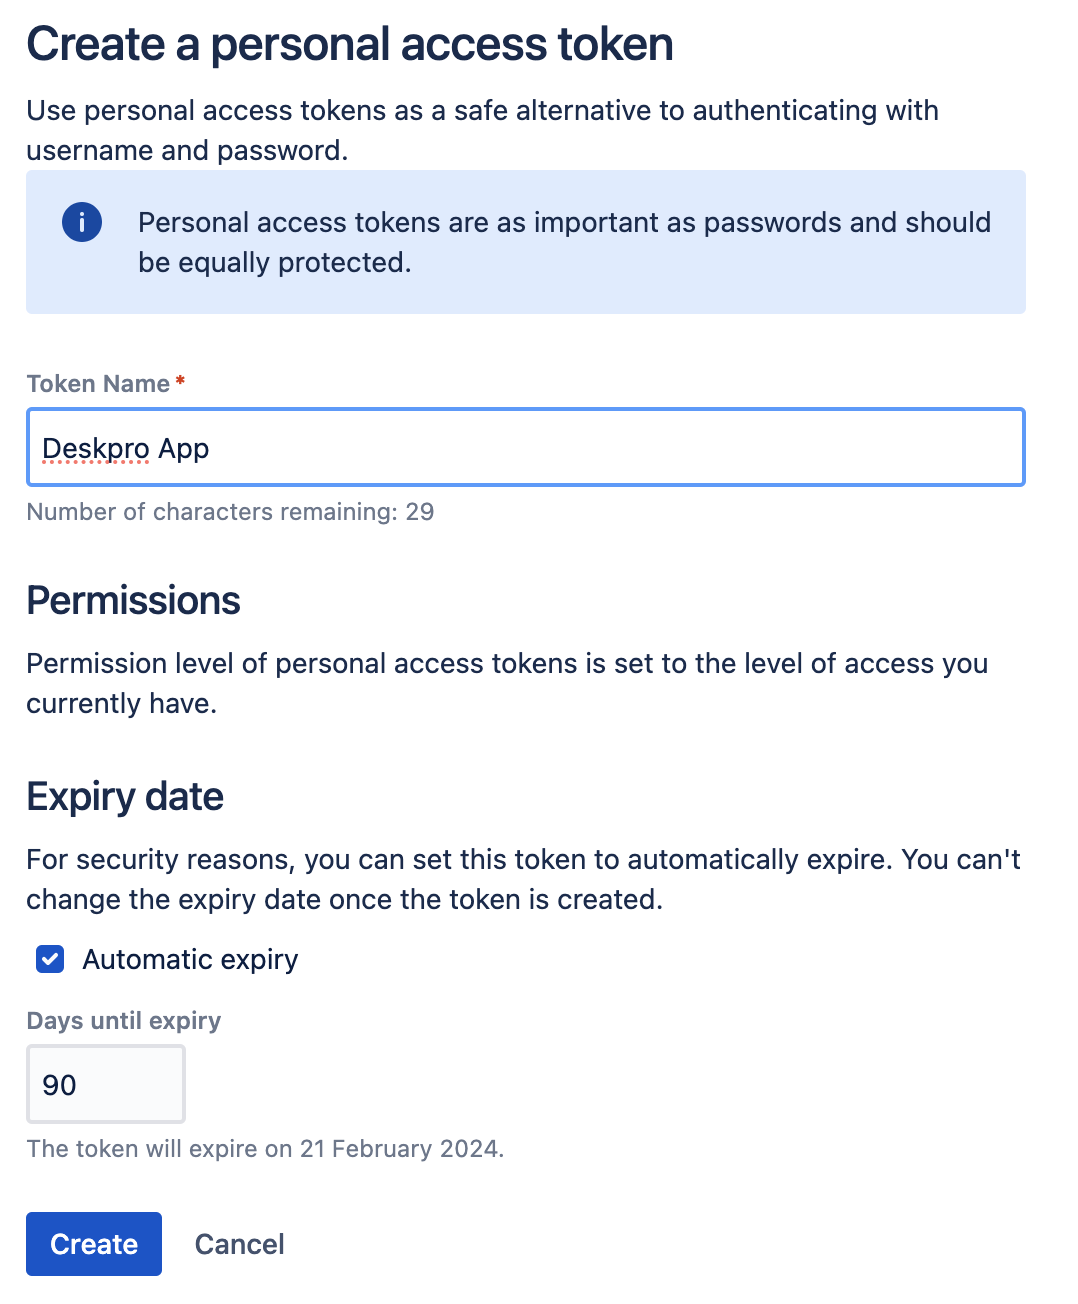 Create a personal access token
Use personal access tokens as a safe alternative to authenticating with
username and password.
i
Personal access tokens are as important as passwords and should
be equally protected.
Token Name *
Deskpro App
Number of characters remaining: 29
Permissions
Permission level of personal access tokens is set to the level of access you
currently have.
Expiry date
For security reasons, you can set this token to automatically expire. You can't
change the expiry date once the token is created.
Automatic expiry
Days until expiry
90
The token will expire on 21 February 2024.
Create Cancel